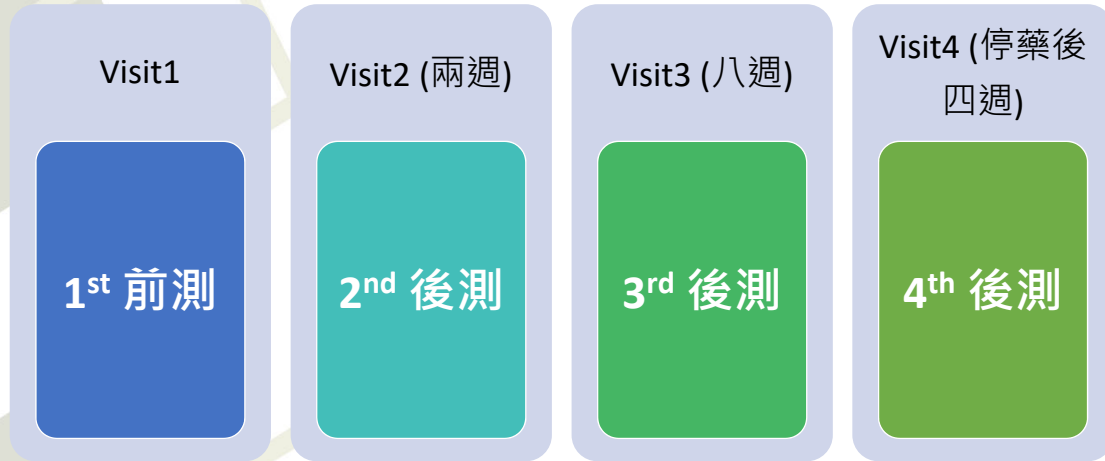 Visit1
1st 前測
Visit2 (兩週)
2nd 後測
Visit3 (八週)
3rd 後測
Visit4 (停藥後
四週)
4th 後測